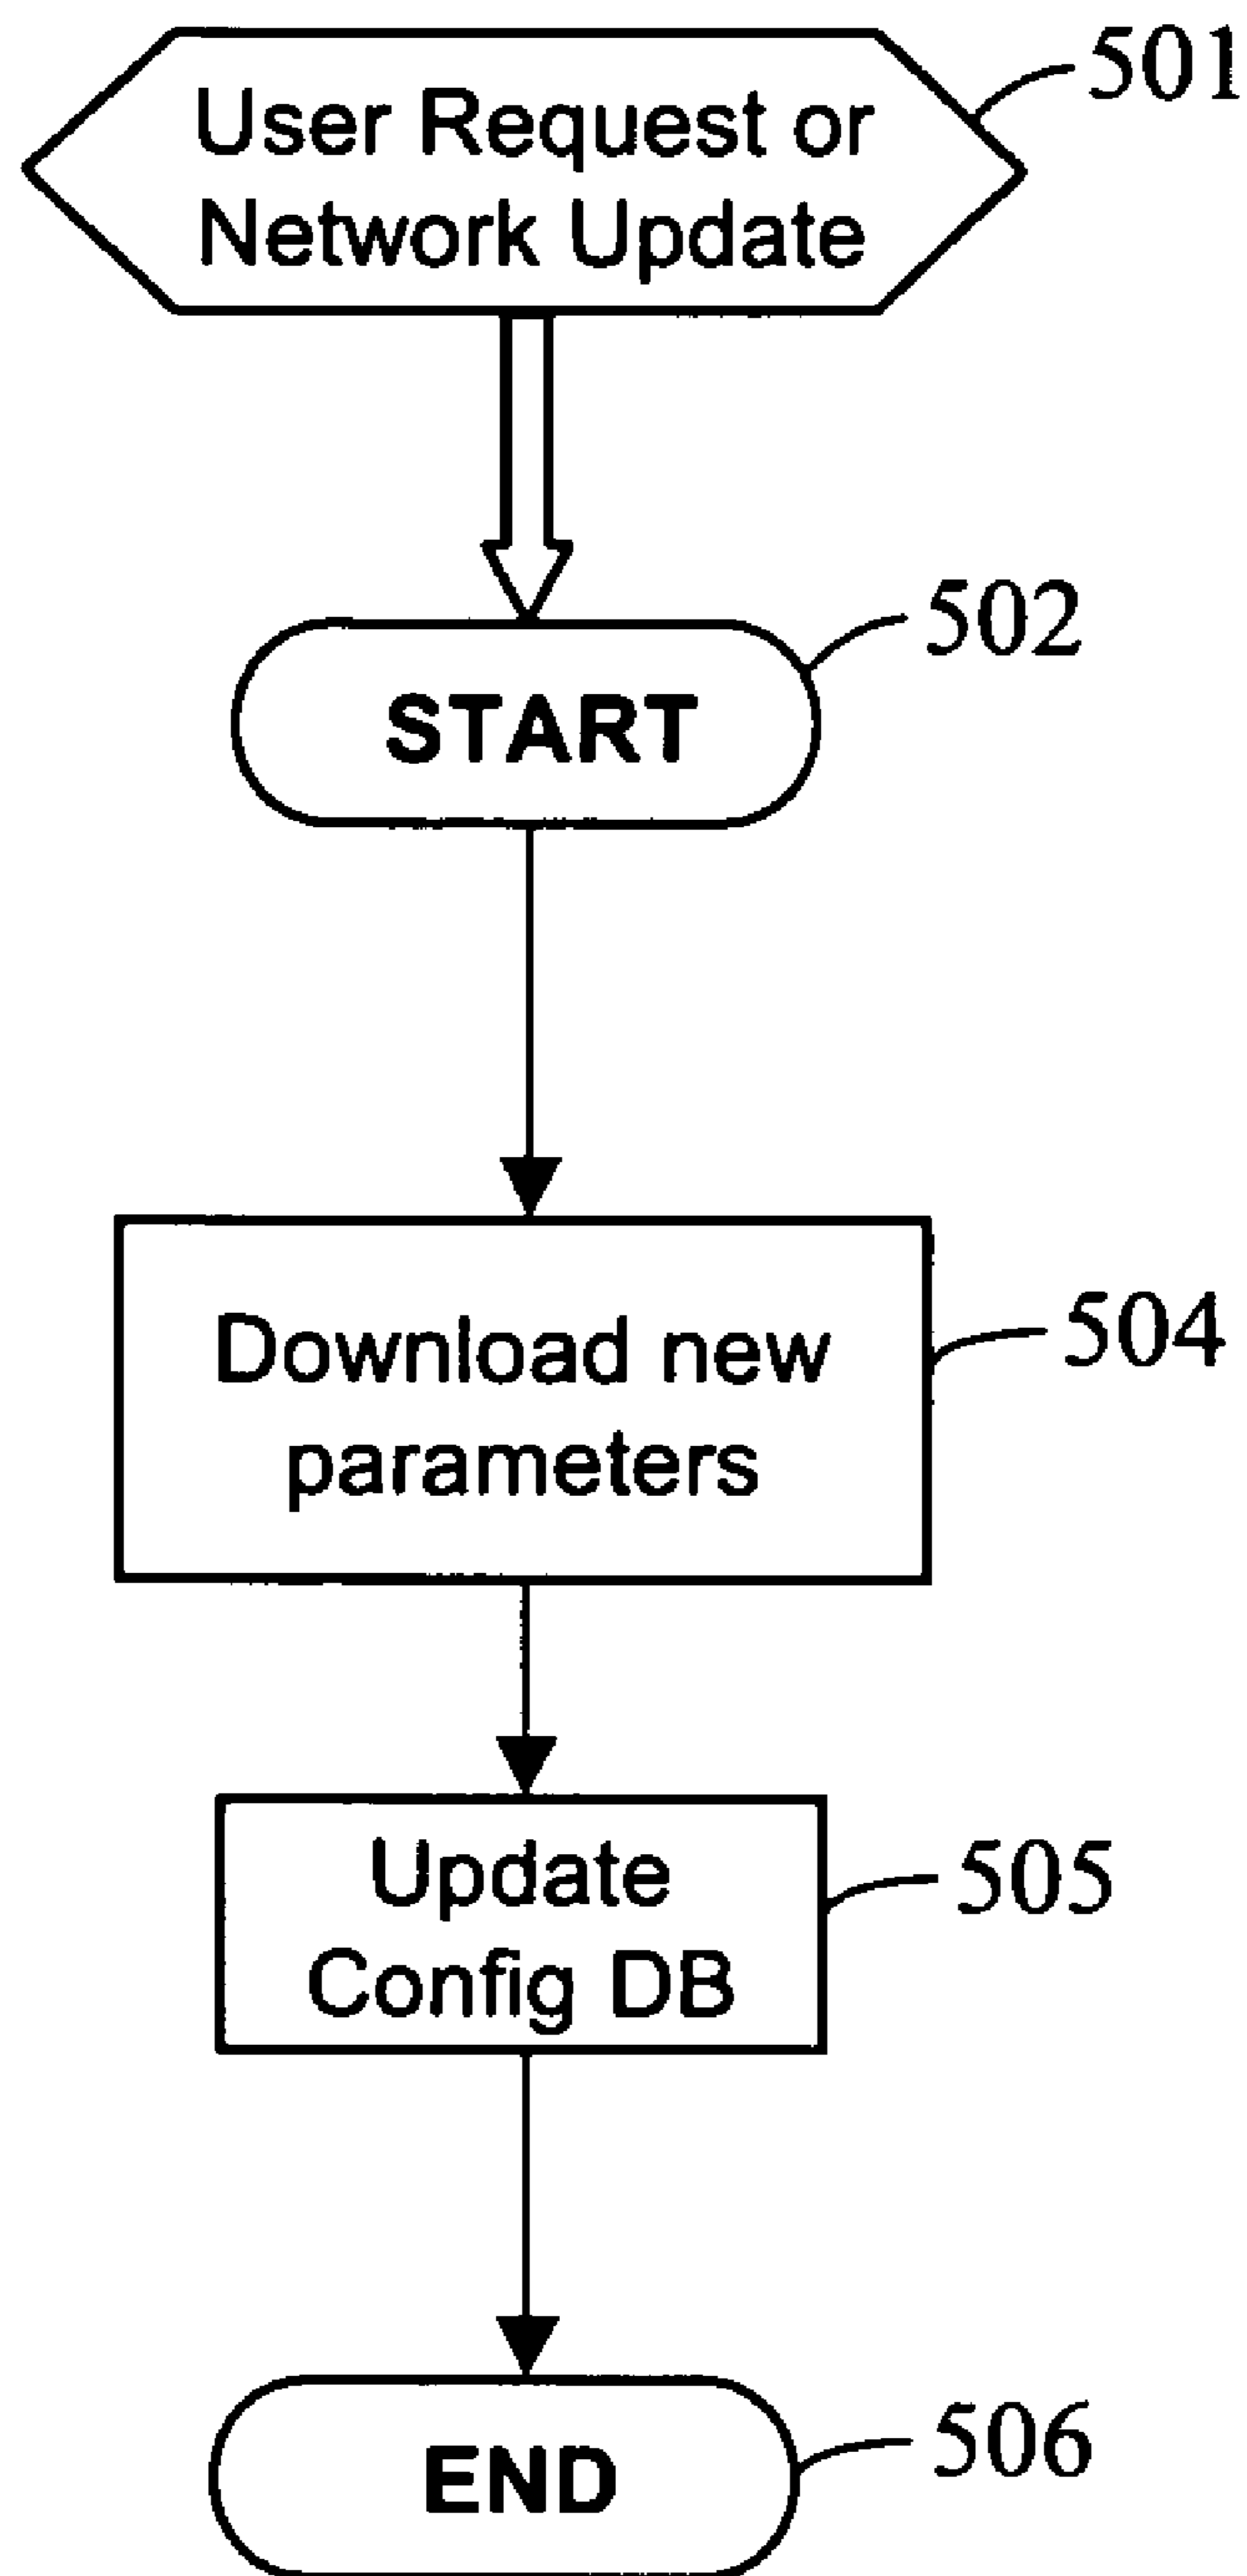 User Request or
Network Update
501
START
502
Download new
parameters
504
Update
Config DB
505
END
506